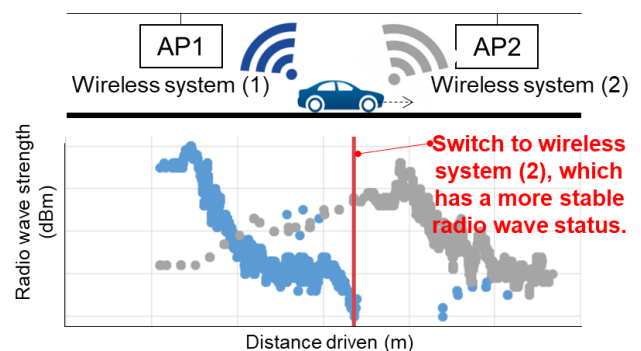 AP1
AP2
Wireless system (1)
Wireless system (2)
Switch to wireless
system (2), which
has a more stable
radio wave status.
Radio wave strength
(dBm)
Distance driven (m)